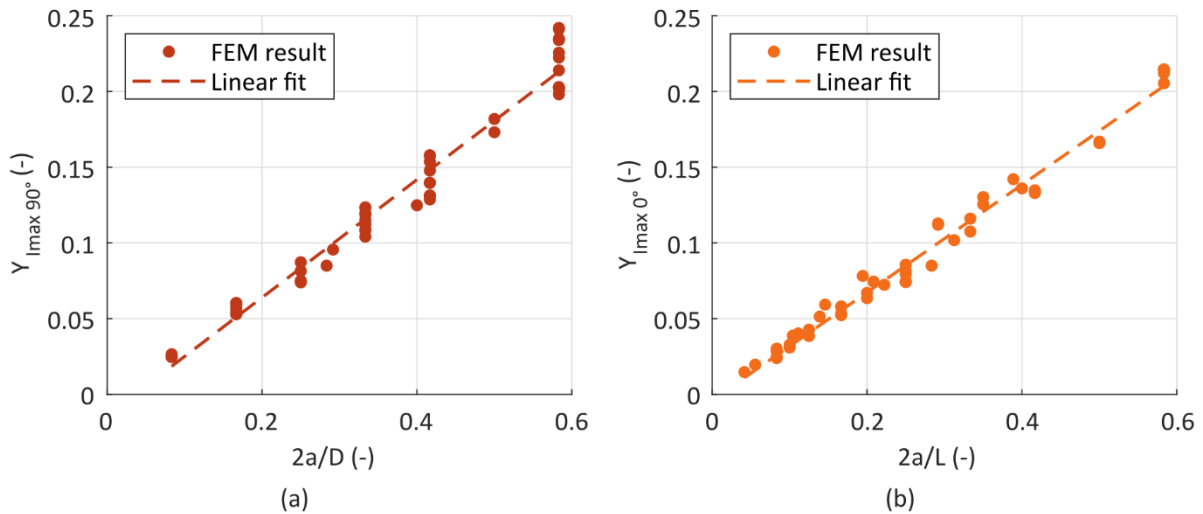 0.25
0.2
0.15
0.1
0.05
0
Y Imax 90° (-)
FEM result
Linear fit
0 0.2 0.4 0.6
2a/D (-)
(a)
0.25
0.2
0.15
0.1
0.05
0
Y Imax 0° (-)
FEM result
Linear fit
0 0.2 0.4 0.6
2a/L (-)
(b)